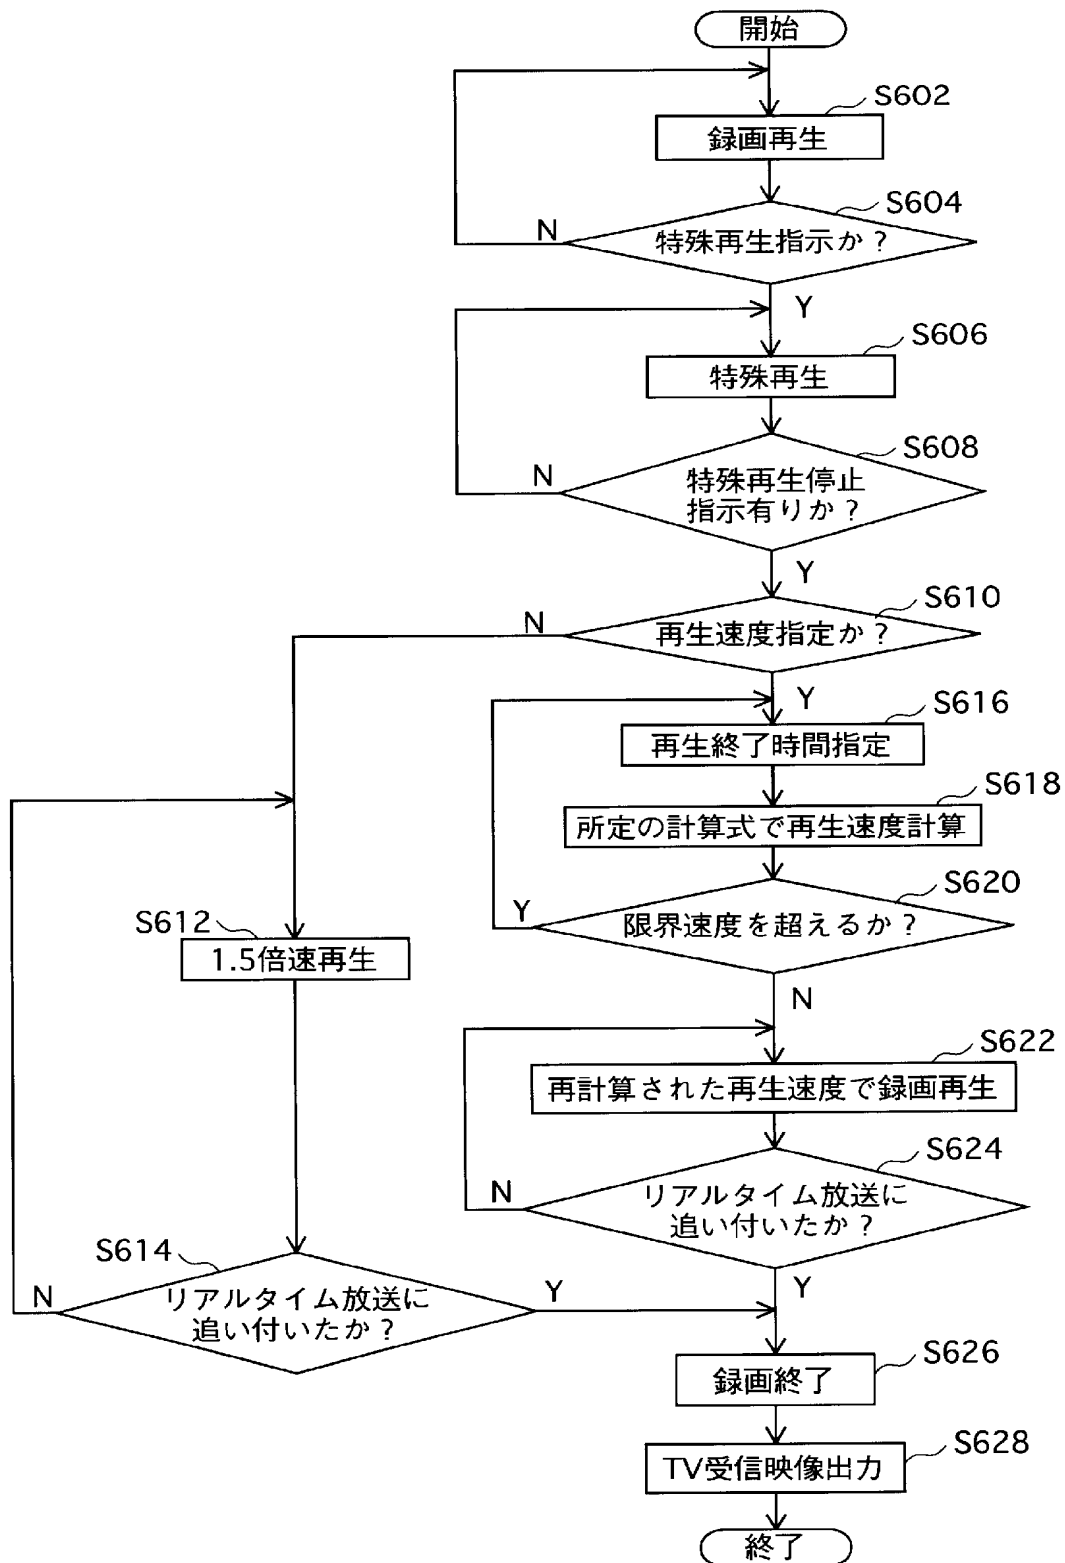 開始
S602
録画再生
S604
特殊再生指示か？
N
Y
S606
特殊再生
S608
特殊再生停止
指示有りか？
N
Y
S610
再生速度指定か？
N
Y
S616
再生終了時間指定
S618
所定の計算式で再生速度計算
S620
限界速度を超えるか？
Y
N
S612
1.5倍速再生
S622
再計算された再生速度で録画再生
S624
リアルタイム放送に
追い付いたか？
N
Y
S614
リアルタイム放送に
追い付いたか？
N
Y
S626
録画終了
S628
TV受信映像出力
終了